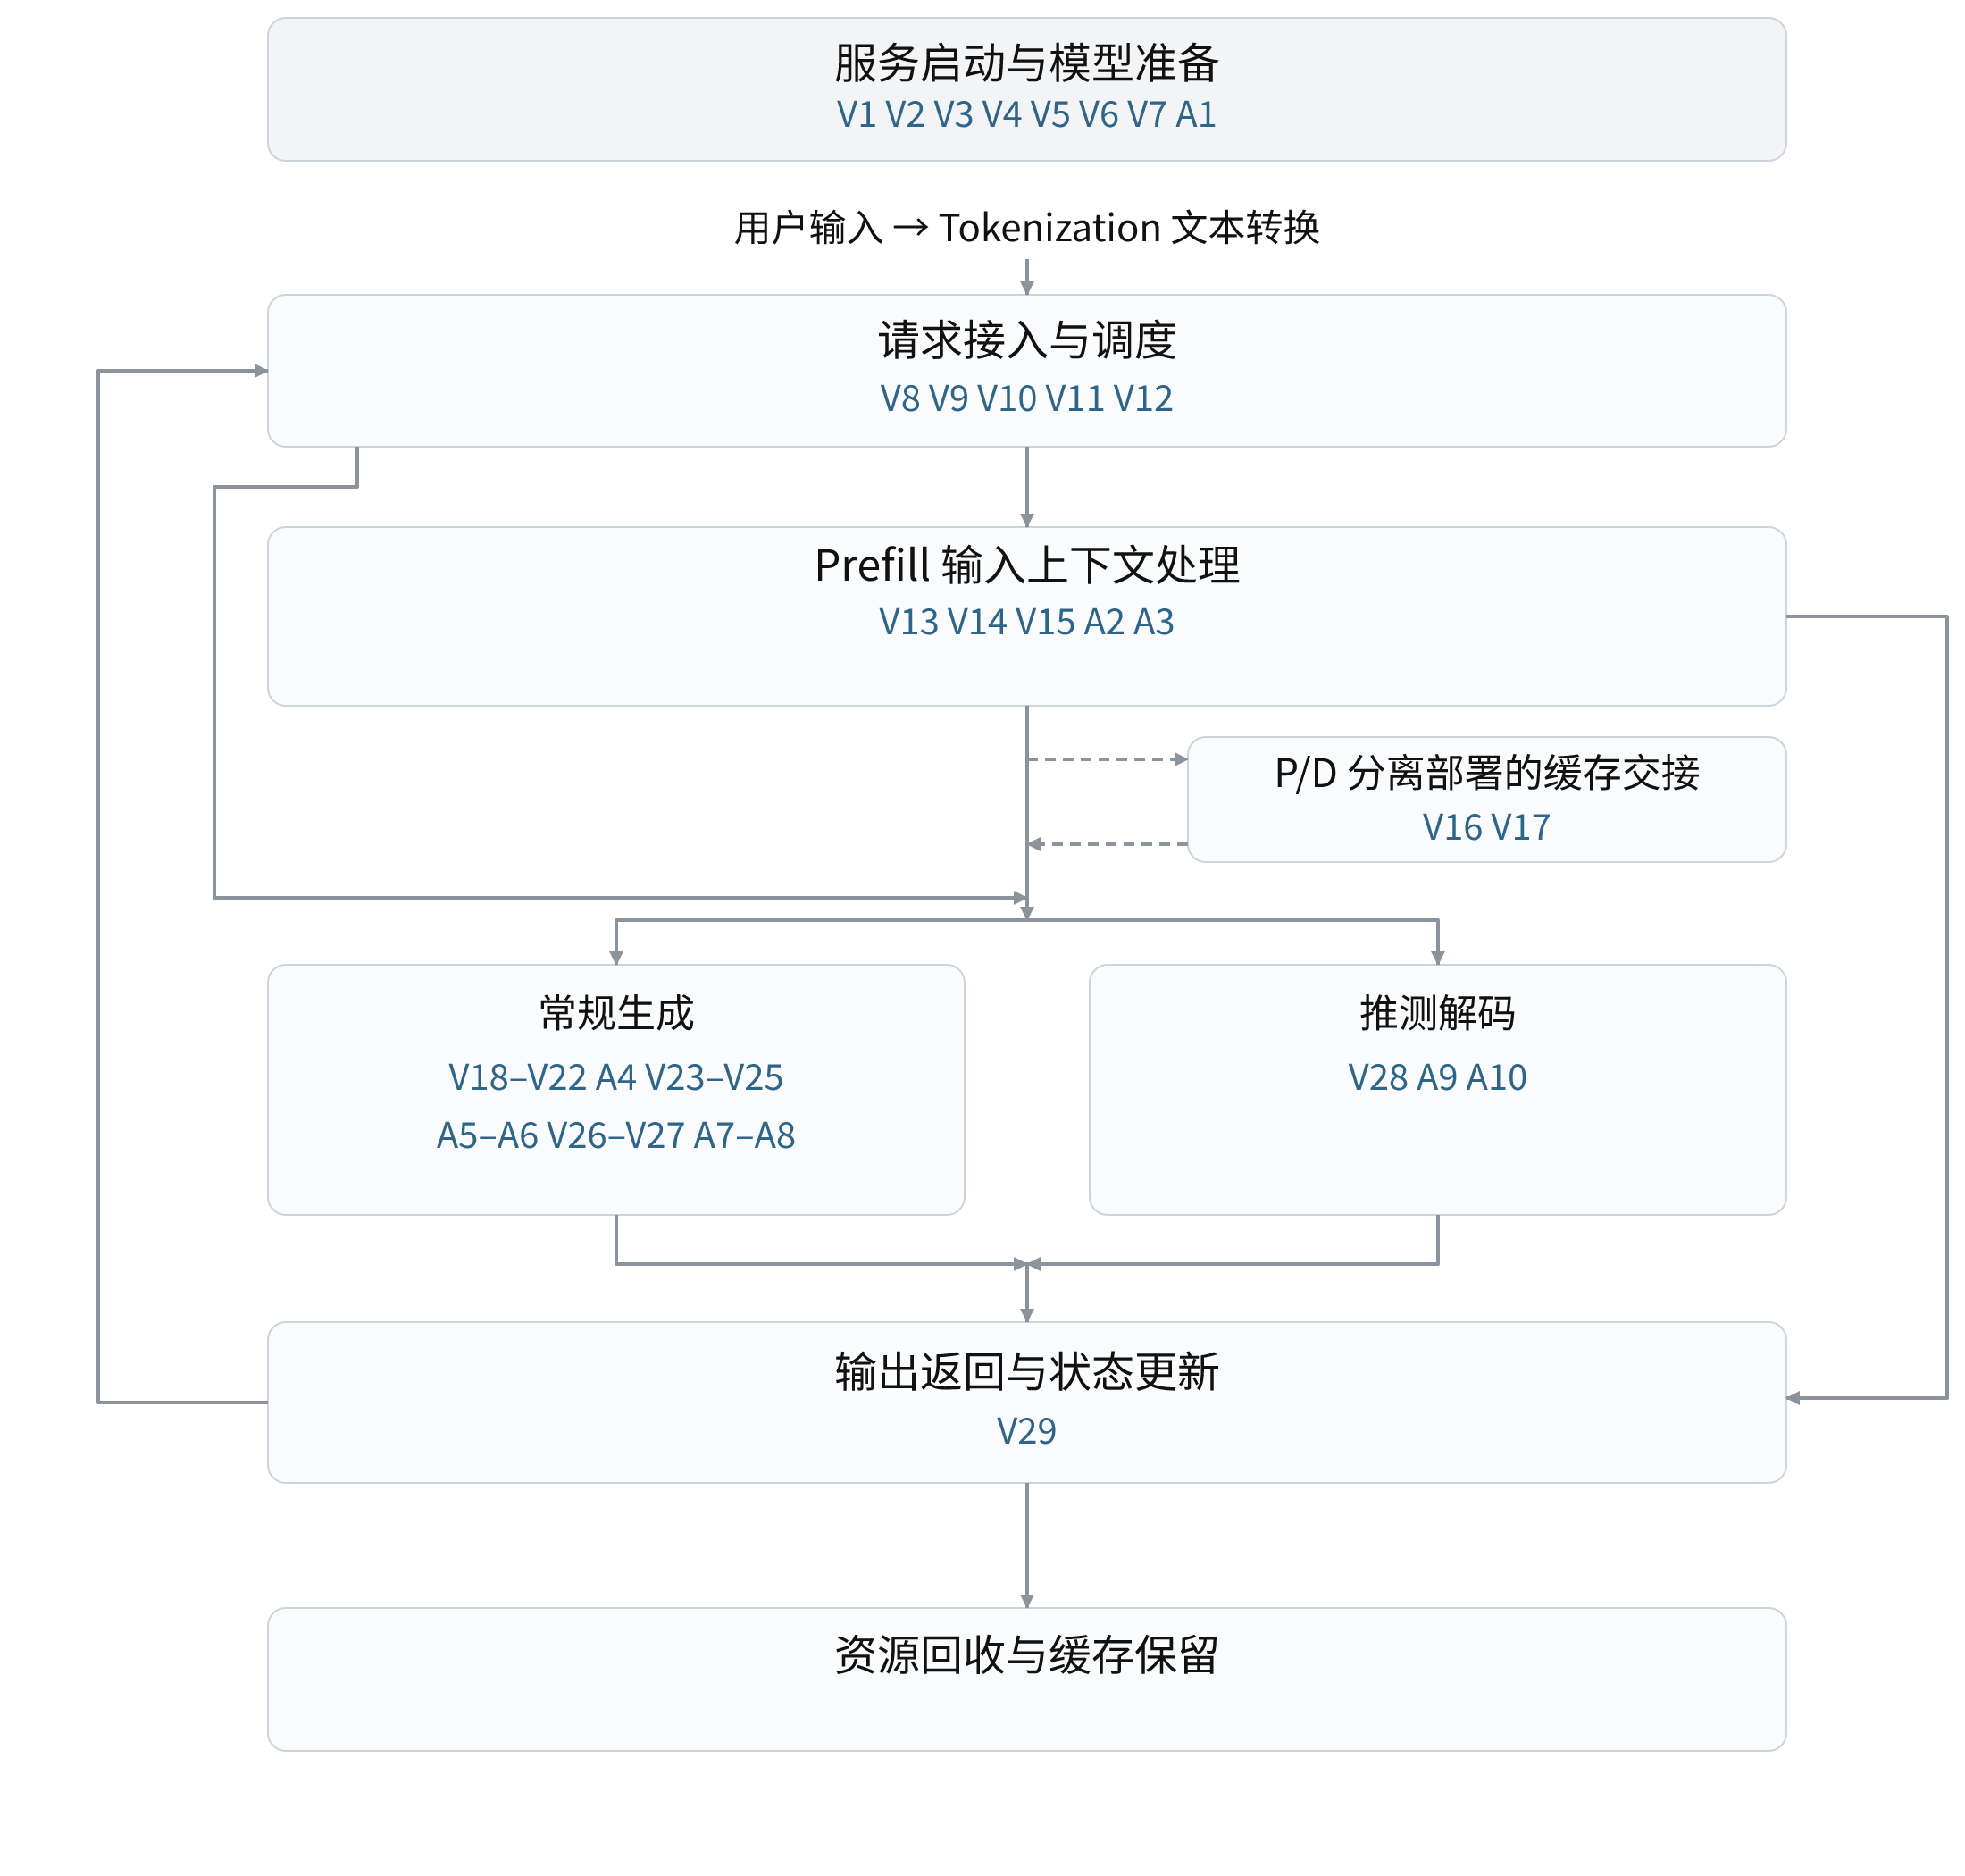 服务启动与模型准备
V1 V2 V3 V4 V5 V6 V7 A1
用户输入 → Tokenization 文本转换
请求接入与调度
V8 V9 V10 V11 V12
Prefill 输入上下文处理
V13 V14 V15 A2 A3
P/D 分离部署的缓存交接
V16 V17
常规生成
V18–V22 A4 V23–V25
A5–A6 V26–V27 A7–A8
推测解码
V28 A9 A10
输出返回与状态更新
V29
资源回收与缓存保留